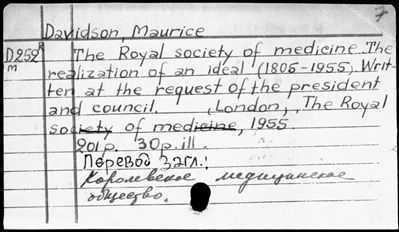 7
Davidson, Maurice
D252 R The Royal society of medicine. The
m realization of an ideal (1805-1955). Writ-
ten at the request of the president
and council. , London, , The Royal
society of medicine, 1955.
201p. 30p.ill.
Перевод загл.:
Королевское медицинское
общество.